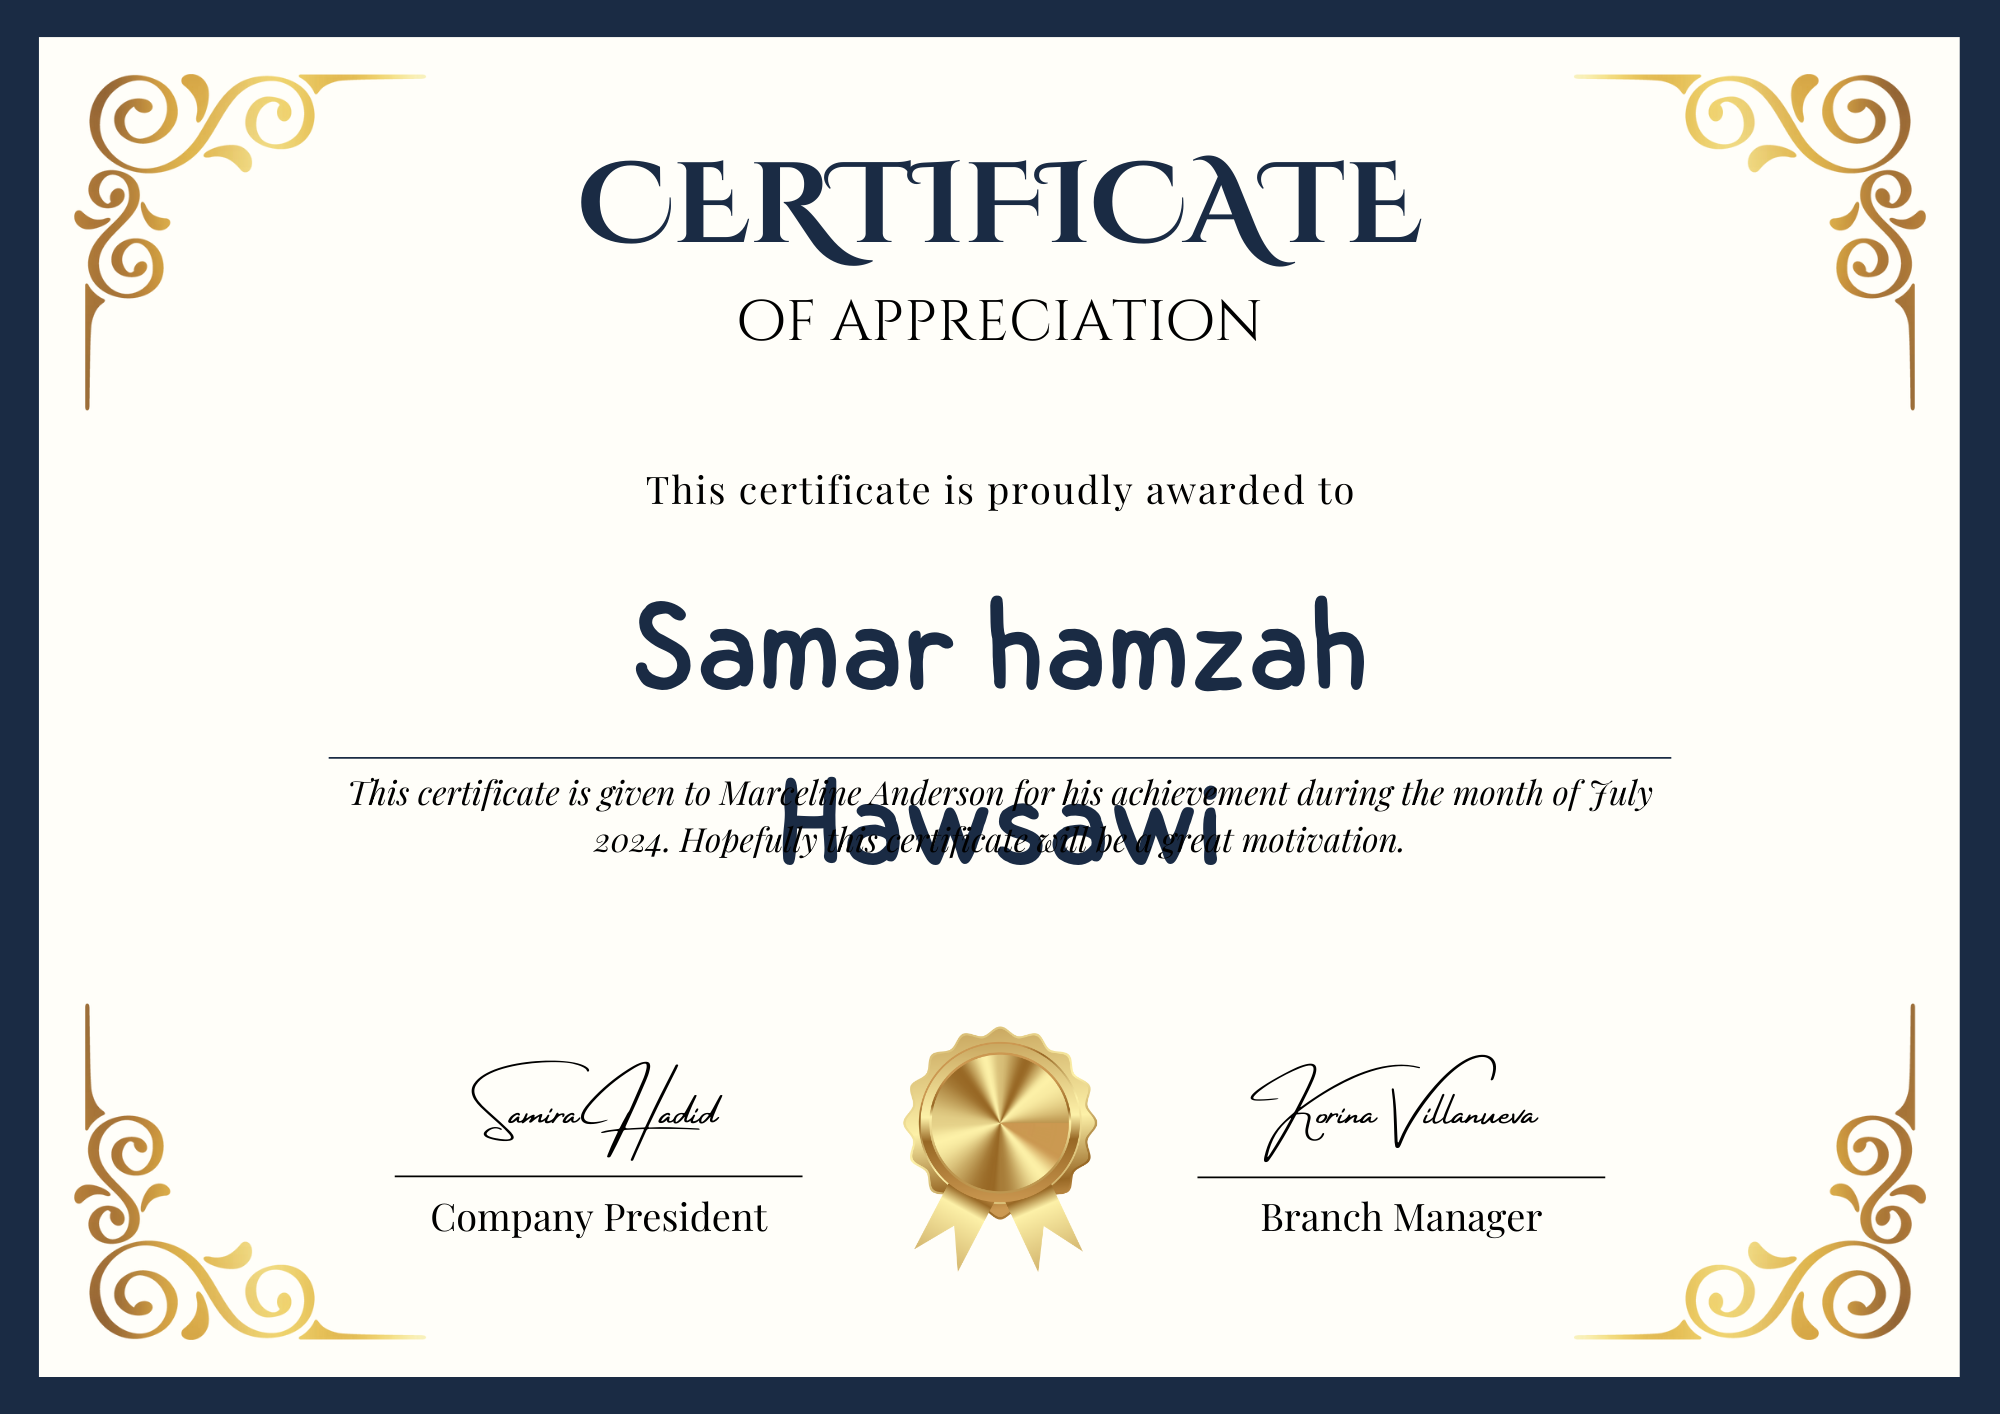 CERTIFICATE
OF APPRECIATION
This certificate is proudly awarded to
Samar hamzah
Hawsawi
This certificate is given to Marceline Anderson for his achievement during the month of July
2024. Hopefully this certificate will be a great motivation.
Samira Hadid
Korina Villanueva
Company President
Branch Manager